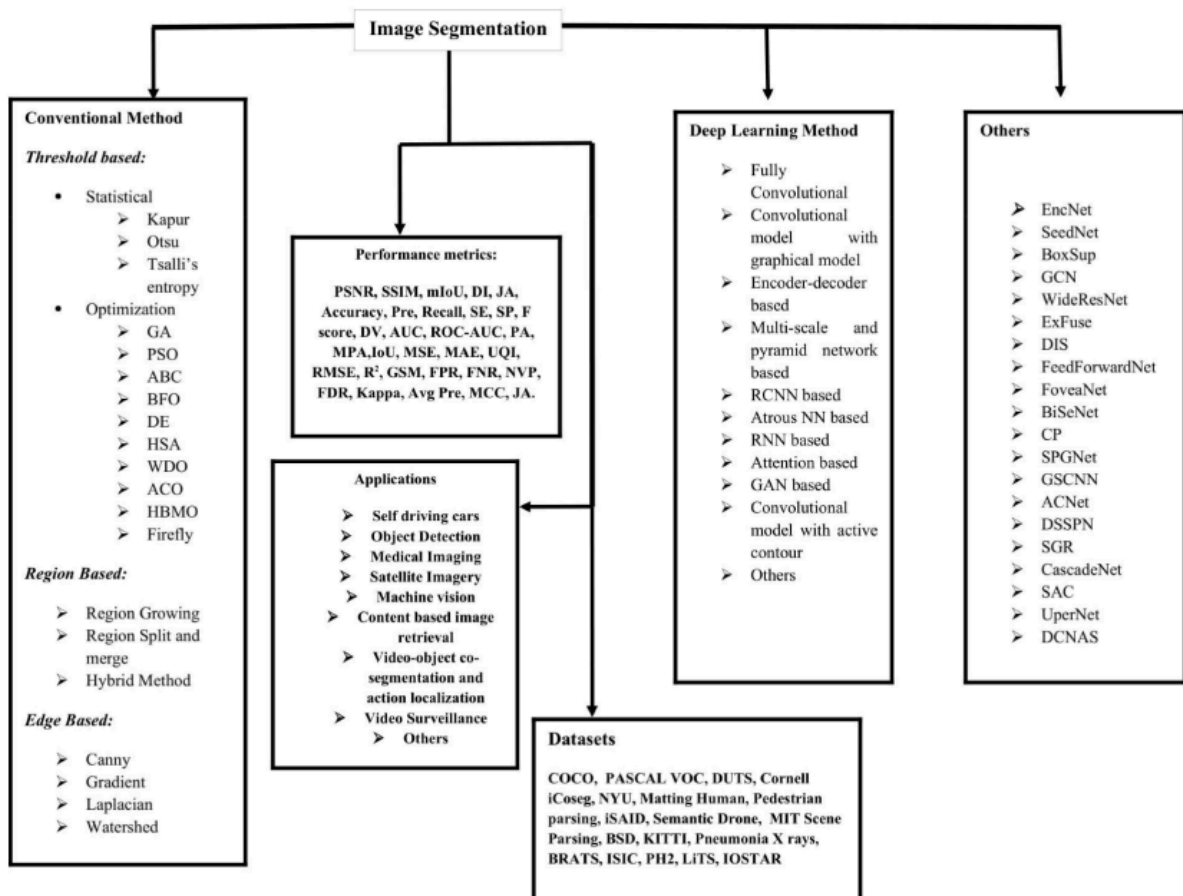 Image Segmentation
Conventional Method
Threshold based:
• Statistical
➢ Kapur
➢ Otsu
➢ Tsalli's
entropy
• Optimization
➢ GA
➢ PSO
➢ ABC
➢ BFO
➢ DE
➢ HSA
➢ WDO
➢ ACO
➢ HBMO
➢ Firefly
Region Based:
➢ Region Growing
➢ Region Split and
merge
➢ Hybrid Method
Edge Based:
➢ Canny
➢ Gradient
➢ Laplacian
➢ Watershed
Performance metrics:
PSNR, SSIM, mIoU, DI, JA,
Accuracy, Pre, Recall, SE, SP, F
score, DV, AUC, ROC-AUC, PA,
MPA,IoU, MSE, MAE, UQI,
RMSE, R², GSM, FPR, FNR, NVP,
FDR, Kappa, Avg Pre, MCC, JA.
Applications
➢ Self driving cars
➢ Object Detection
➢ Medical Imaging
➢ Satellite Imagery
➢ Machine vision
➢ Content based image
retrieval
➢ Video-object co-
segmentation and
action localization
➢ Video Surveillance
➢ Others
Datasets
COCO, PASCAL VOC, DUTS, Cornell
iCoseg, NYU, Matting Human, Pedestrian
parsing, iSAID, Semantic Drone, MIT Scene
Parsing, BSD, KITTI, Pneumonia X rays,
BRATS, ISIC, PH2, LiTS, IOSTAR
Deep Learning Method
➢ Fully
Convolutional
➢ Convolutional
model with
graphical model
➢ Encoder-decoder
based
➢ Multi-scale and
pyramid network
based
➢ RCNN based
➢ Atrous NN based
➢ RNN based
➢ Attention based
➢ GAN based
➢ Convolutional
model with active
contour
➢ Others
Others
➢ EncNet
➢ SeedNet
➢ BoxSup
➢ GCN
➢ WideResNet
➢ ExFuse
➢ DIS
➢ FeedForwardNet
➢ FoveaNet
➢ BiSeNet
➢ CP
➢ SPGNet
➢ GSCNN
➢ ACNet
➢ DSSPN
➢ SGR
➢ CascadeNet
➢ SAC
➢ UperNet
➢ DCNAS